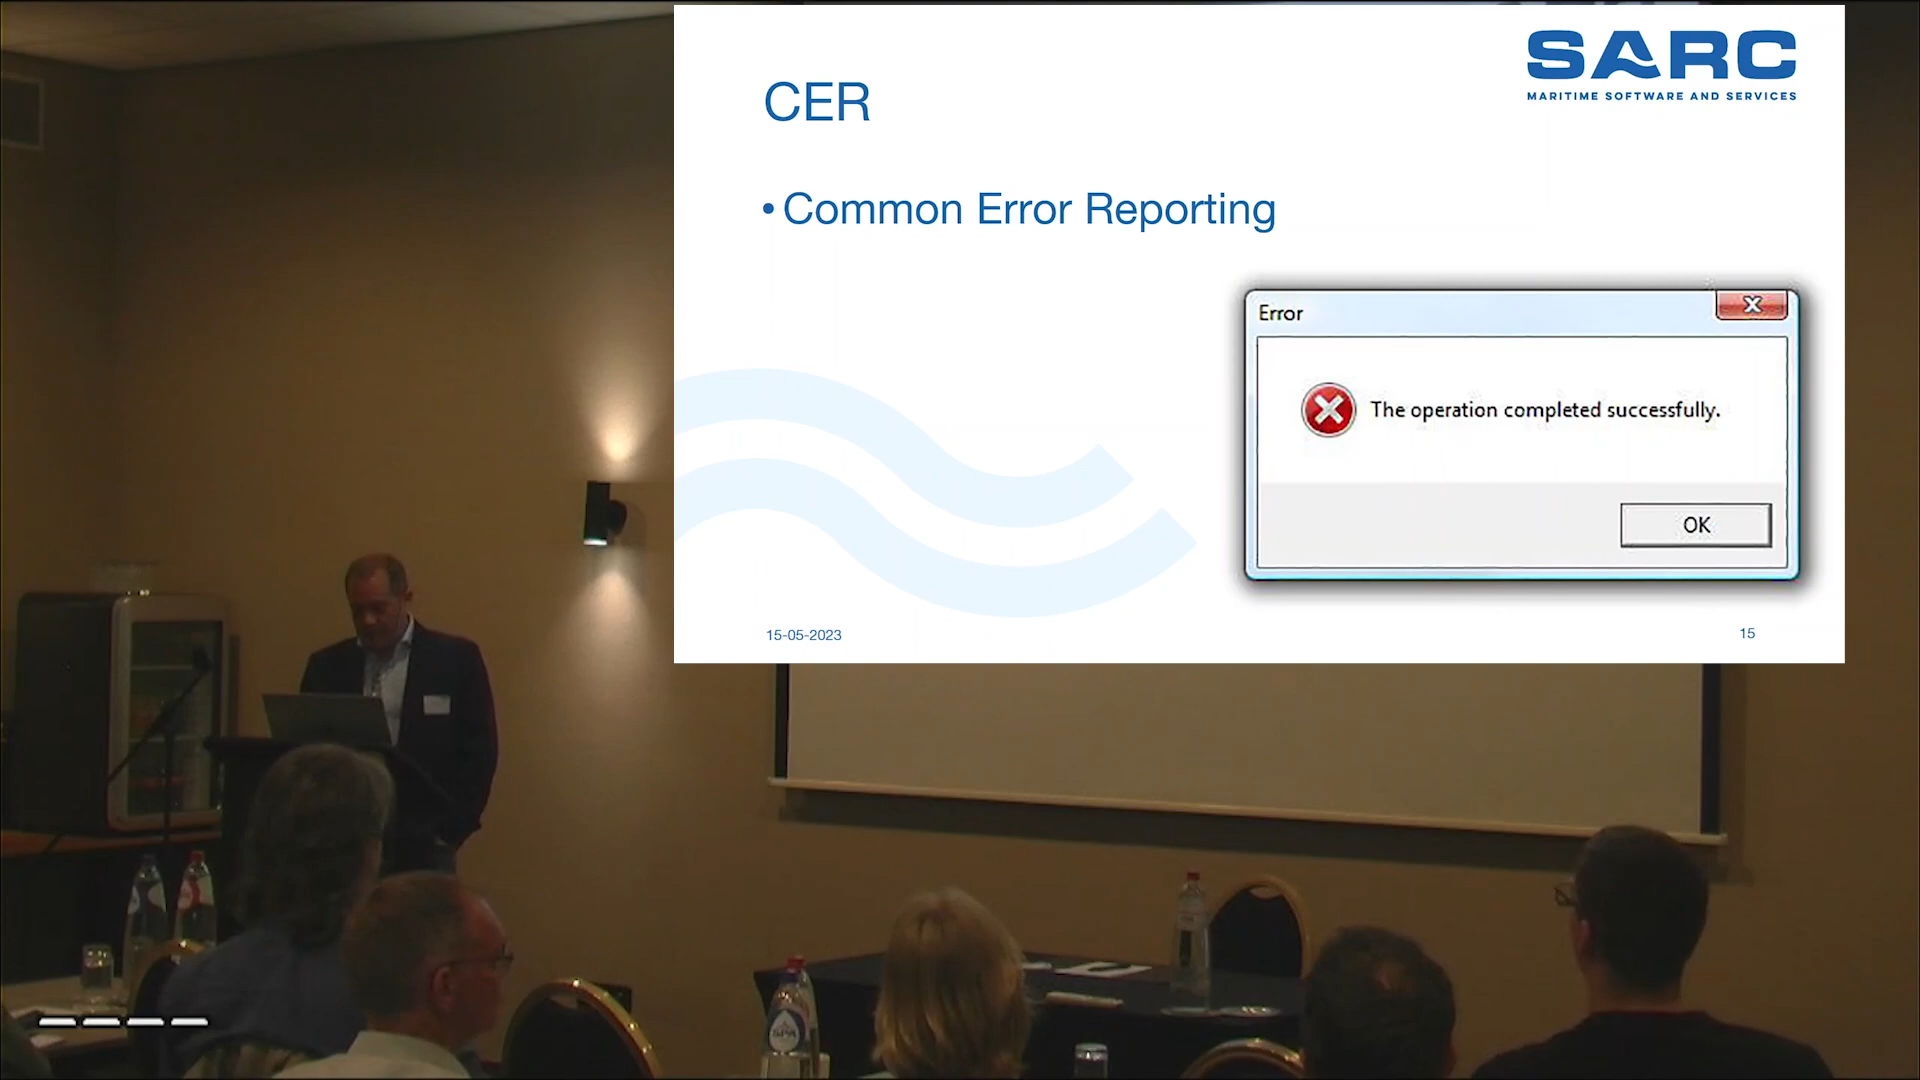 SARC
MARITIME SOFTWARE AND SERVICES
CER
• Common Error Reporting
Error
The operation completed successfully.
OK
15-05-2023
15
SPA